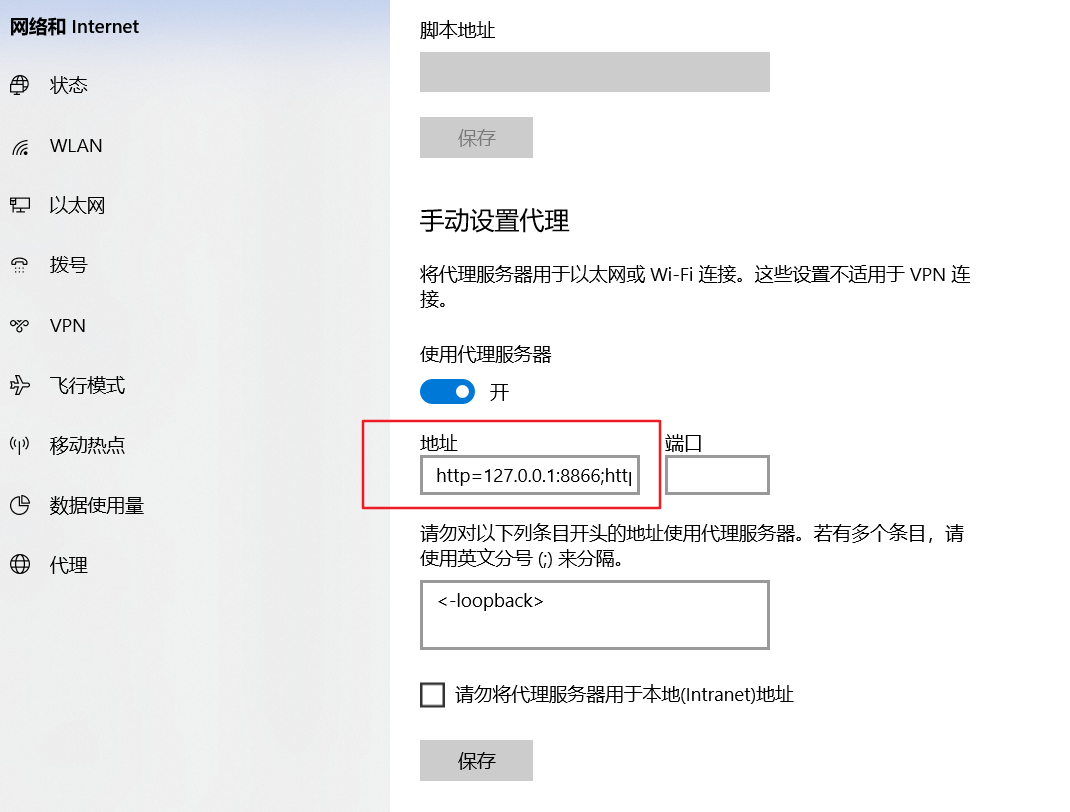 网络和 Internet
状态
WLAN
以太网
拨号
VPN
飞行模式
移动热点
数据使用量
代理
脚本地址
保存
手动设置代理
将代理服务器用于以太网或 Wi-Fi 连接。这些设置不适用于 VPN 连
接。
使用代理服务器
开
地址 端口
http=127.0.0.1:8866;http
请勿对以下列条目开头的地址使用代理服务器。若有多个条目，请
使用英文分号 (;) 来分隔。
<-loopback>
请勿将代理服务器用于本地(Intranet)地址
保存